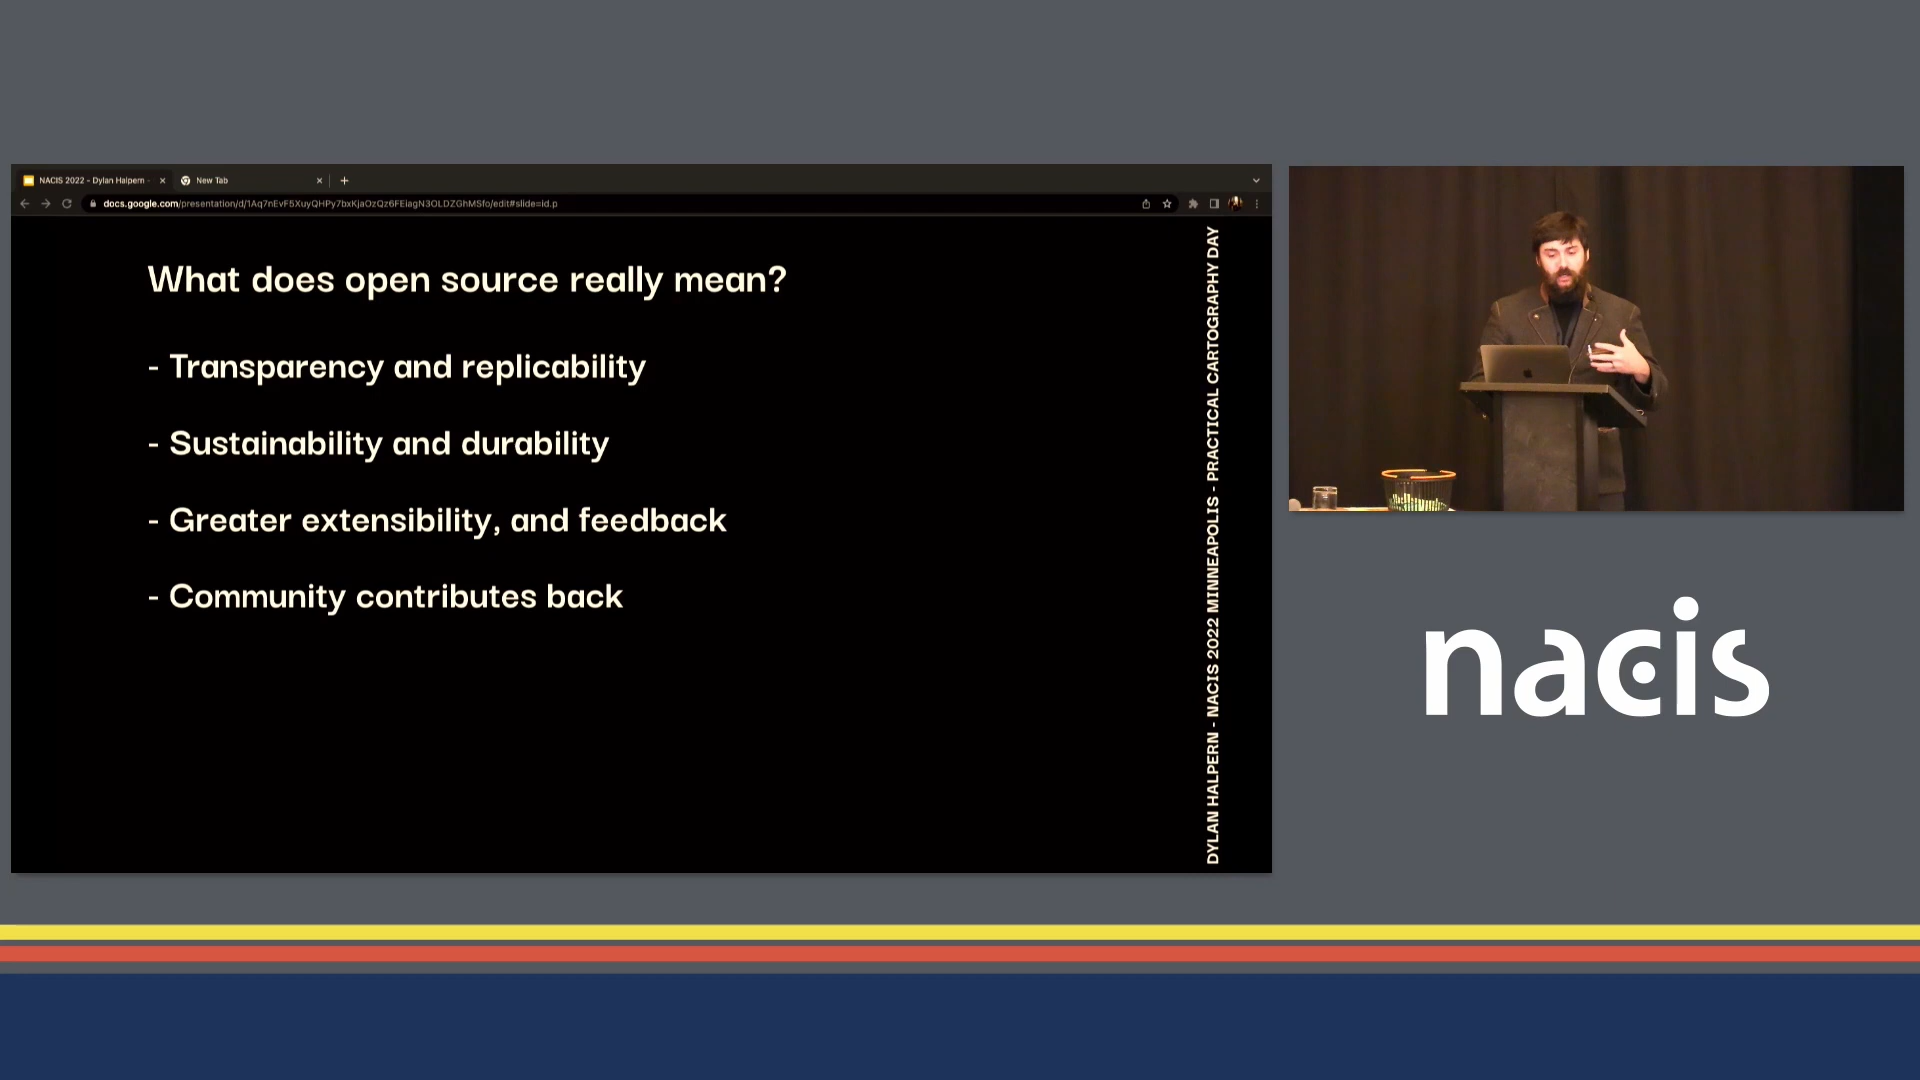 NACIS 2022 - Dylan Halpern -
New Tab
docs.google.com/presentation/d/1Aq7nEvF5XuyQHPy7bxKjaOzQz6FEiagN3OLDZGhMSfo/edit#slide=id.p
What does open source really mean?
- Transparency and replicability
- Sustainability and durability
- Greater extensibility, and feedback
- Community contributes back
DYLAN HALPERN - NACIS 2022 MINNEAPOLIS - PRACTICAL CARTOGRAPHY DAY
nacis